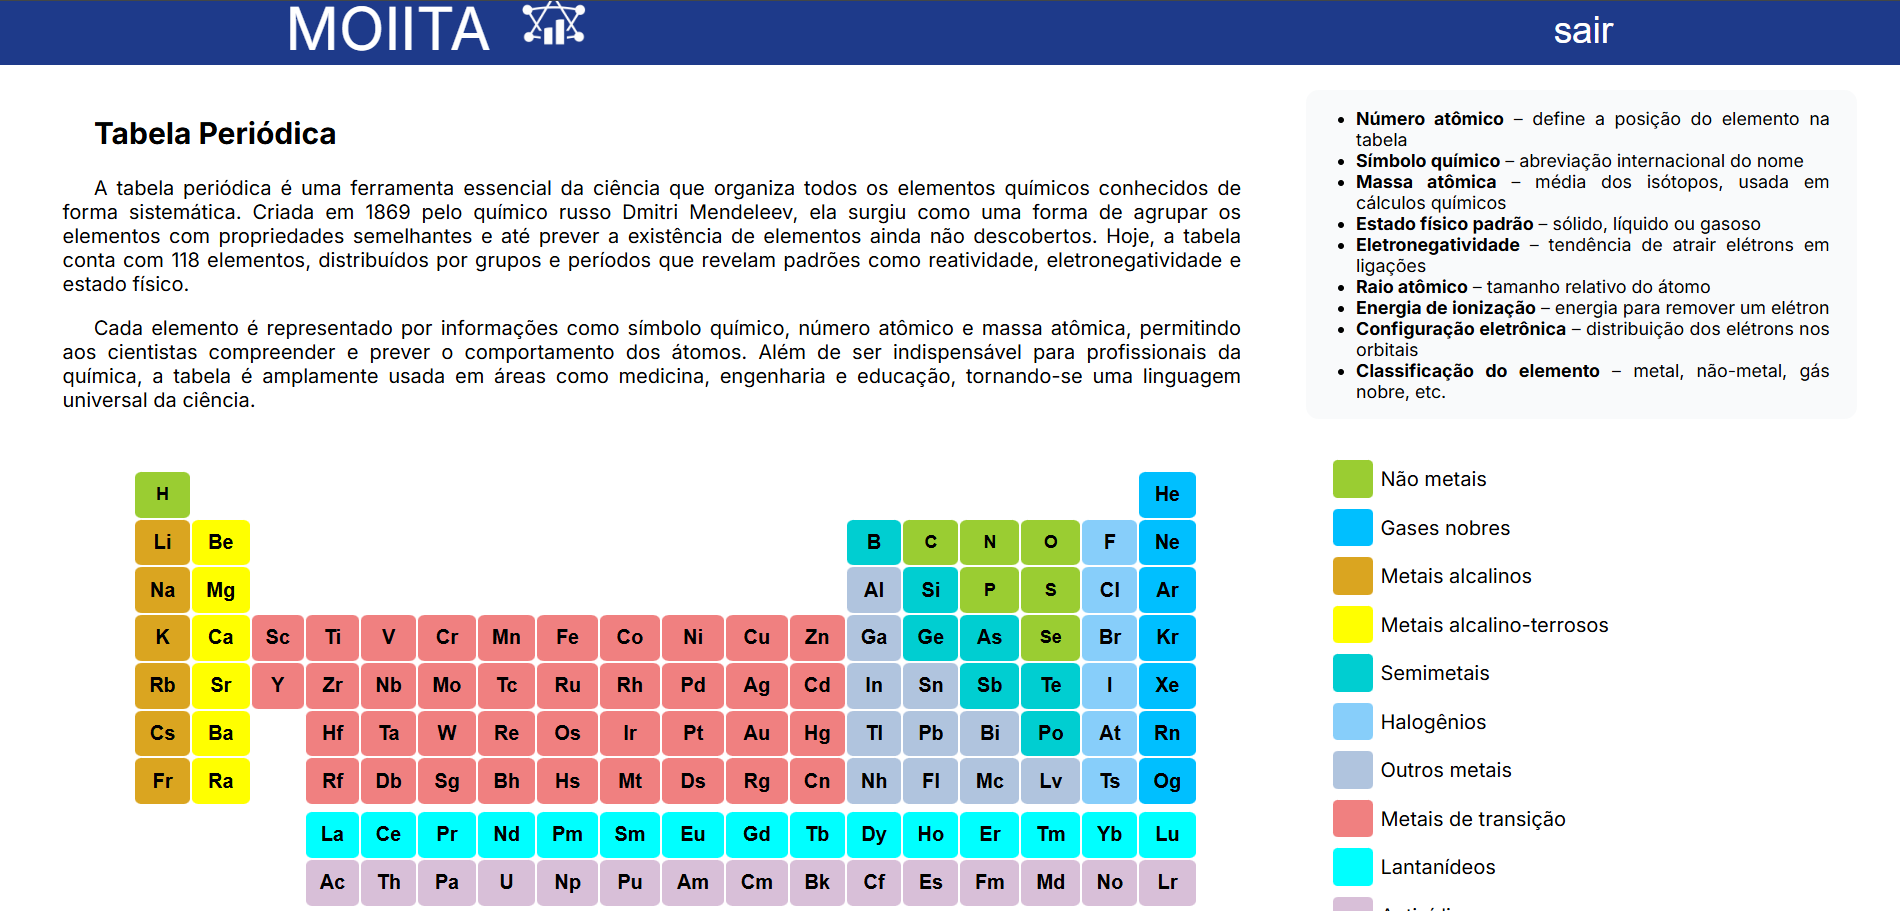 MOIITA
sair
Tabela Periódica
A tabela periódica é uma ferramenta essencial da ciência que organiza todos os elementos químicos conhecidos de
forma sistemática. Criada em 1869 pelo químico russo Dmitri Mendeleev, ela surgiu como uma forma de agrupar os
elementos com propriedades semelhantes e até prever a existência de elementos ainda não descobertos. Hoje, a tabela
conta com 118 elementos, distribuídos por grupos e períodos que revelam padrões como reatividade, eletronegatividade e
estado físico.
Cada elemento é representado por informações como símbolo químico, número atômico e massa atômica, permitindo
aos cientistas compreender e prever o comportamento dos átomos. Além de ser indispensável para profissionais da
química, a tabela é amplamente usada em áreas como medicina, engenharia e educação, tornando-se uma linguagem
universal da ciência.
• Número atômico – define a posição do elemento na
tabela
• Símbolo químico – abreviação internacional do nome
• Massa atômica – média dos isótopos, usada em
cálculos químicos
• Estado físico padrão – sólido, líquido ou gasoso
• Eletronegatividade – tendência de atrair elétrons em
ligações
• Raio atômico – tamanho relativo do átomo
• Energia de ionização – energia para remover um elétron
• Configuração eletrônica – distribuição dos elétrons nos
orbitais
• Classificação do elemento – metal, não-metal, gás
nobre, etc.
H He
Li Be B C N O F Ne
Na Mg Al Si P S Cl Ar
K Ca Sc Ti V Cr Mn Fe Co Ni Cu Zn Ga Ge As Se Br Kr
Rb Sr Y Zr Nb Mo Tc Ru Rh Pd Ag Cd In Sn Sb Te I Xe
Cs Ba Hf Ta W Re Os Ir Pt Au Hg Tl Pb Bi Po At Rn
Fr Ra Rf Db Sg Bh Hs Mt Ds Rg Cn Nh Fl Mc Lv Ts Og
La Ce Pr Nd Pm Sm Eu Gd Tb Dy Ho Er Tm Yb Lu
Ac Th Pa U Np Pu Am Cm Bk Cf Es Fm Md No Lr
Não metais
Gases nobres
Metais alcalinos
Metais alcalino-terrosos
Semimetais
Halogênios
Outros metais
Metais de transição
Lantanídeos